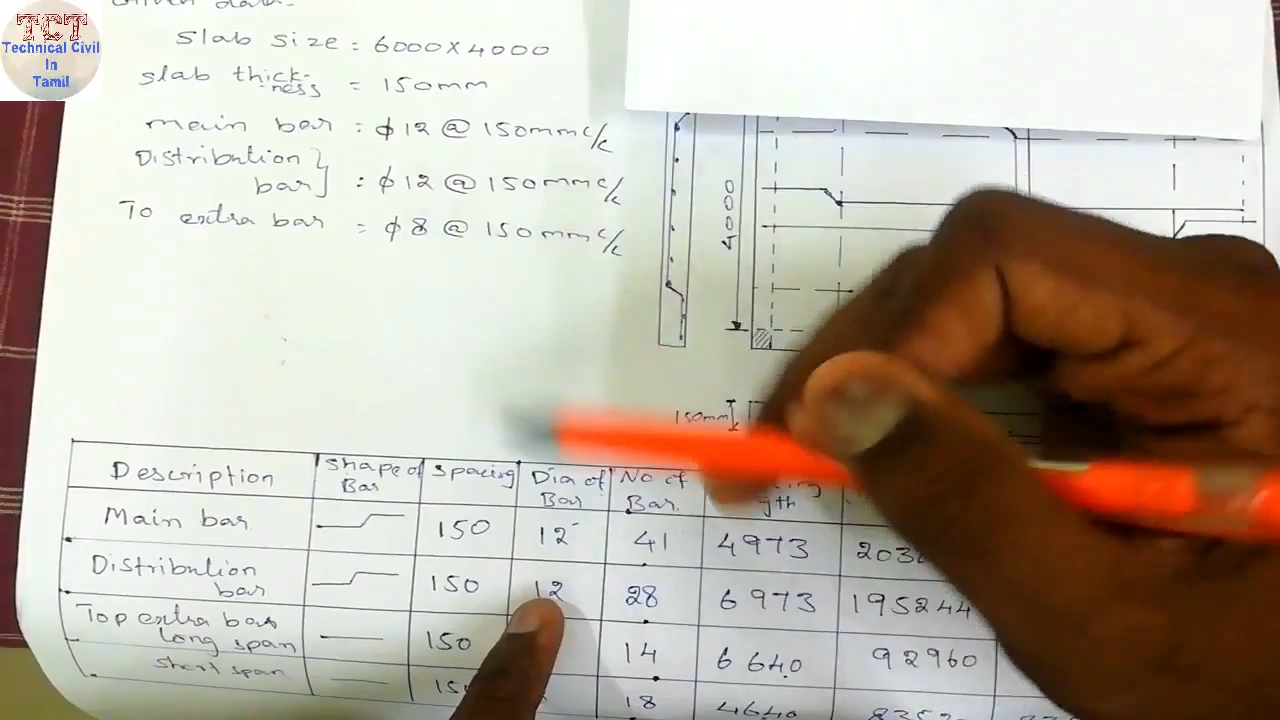 TCT
Technical Civil
In
Tamil
Slab size = 6000 x 4000
slab thick-
-ness = 150mm
main bar : ϕ12 @ 150mm c/c
Distribution
bar : ϕ12 @ 150mm c/c
To extra bar = ϕ8 @ 150mm c/c
4000
150mm
Description Shape of Bar Spacing Dia of Bar No of Bar.
Main bar 150 12 41 4973
Distribution bar 150 12 28 6973 195244
Top extra bar long span 150 14 6640 92960
short span 18 4640